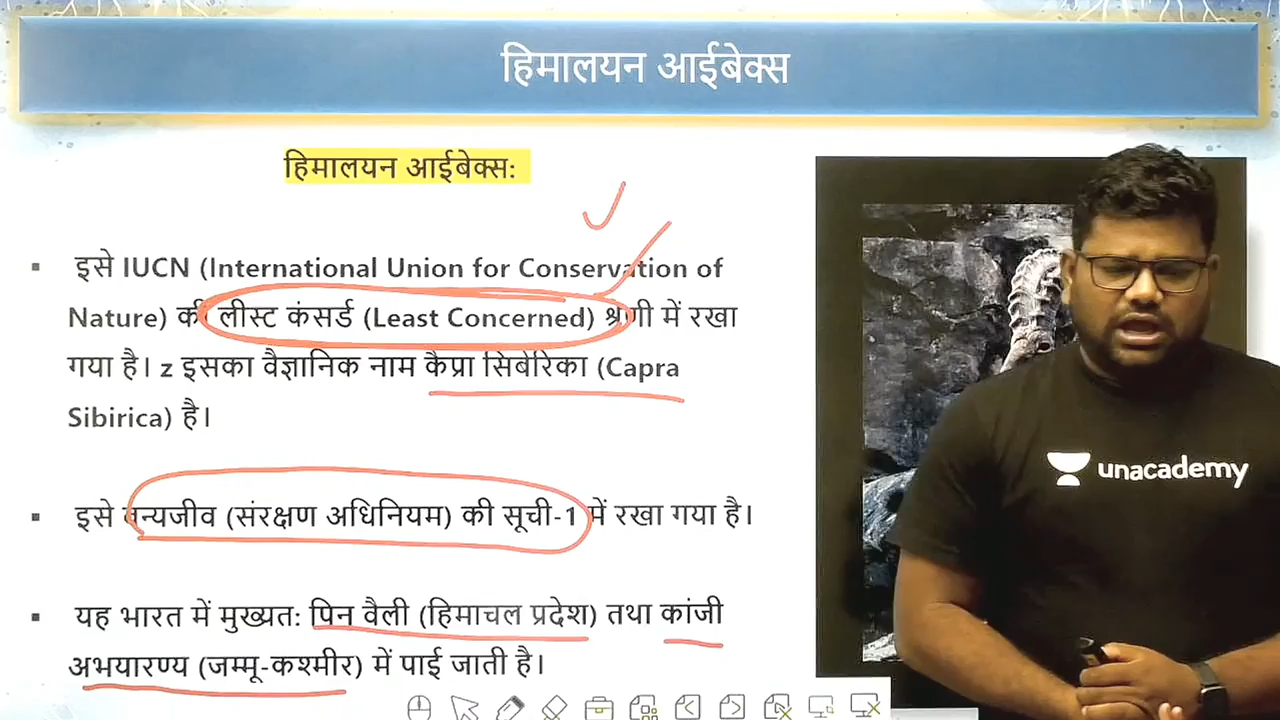 हिमालयन आईबेक्स
हिमालयन आईबेक्स:
▪ इसे IUCN (International Union for Conservation of
Nature) की लीस्ट कंसर्ड (Least Concerned) श्रेणी में रखा
गया है। z इसका वैज्ञानिक नाम कैप्रा सिबेरिका (Capra
Sibirica) है।
▪ इसे वन्यजीव (संरक्षण अधिनियम) की सूची-1 में रखा गया है।
▪ यह भारत में मुख्यत: पिन वैली (हिमाचल प्रदेश) तथा कांजी
अभयारण्य (जम्मू-कश्मीर) में पाई जाती है।
unacademy